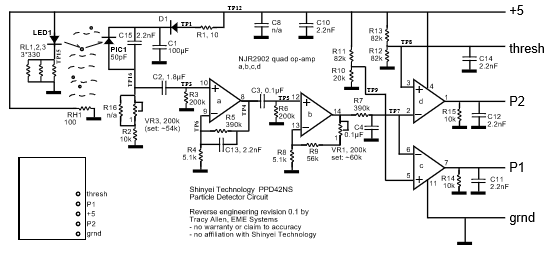 TP12
+5
LED1
D1
TP1
R1, 10
C15
2.2nF
C8
n/a
C10
2.2nF
R13
82k
R12
82k
TP8
thresh
RL1,2,3
3*330
TP15
PIC1
50pF
C1
100µF
NJR2902 quad op-amp
a,b,c,d
R11
82k
R10
20k
C14
2.2nF
TP16
C2, 1.8µF
TP3
C3, 0.1µF
TP5
TP9
R3
200k
10
9
8
a
R6
200k
12
13
14
b
R7
390k
TP7
3
2
4
1
d
P2
C12
2.2nF
R15
10k
RH1
100
R16
n/a
VR3, 200k
(set: ~54k)
R2
10k
TP6
R5
390k
TP4
C13, 2.2nF
R4
5.1k
R8
5.1k
R9
56k
VR1, 200k
set: ~60k)
C4
0.1µF
6
5
7
11
c
P1
R14
10k
C11
2.2nF
grnd
thresh
P1
+5
P2
grnd
Shinyei Technology PPD42NS
Particle Detector Circuit
Reverse engineering revision 0.1 by
Tracy Allen, EME Systems
- no warranty or claim to accuracy
- no affiliation with Shinyei Technology